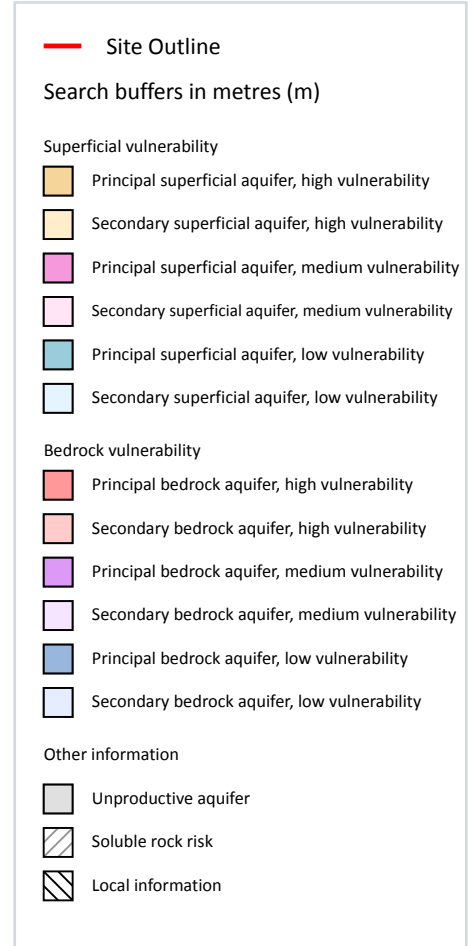 Site Outline
Search buffers in metres (m)
Superficial vulnerability
Principal superficial aquifer, high vulnerability
Secondary superficial aquifer, high vulnerability
Principal superficial aquifer, medium vulnerability
Secondary superficial aquifer, medium vulnerability
Principal superficial aquifer, low vulnerability
Secondary superficial aquifer, low vulnerability
Bedrock vulnerability
Principal bedrock aquifer, high vulnerability
Secondary bedrock aquifer, high vulnerability
Principal bedrock aquifer, medium vulnerability
Secondary bedrock aquifer, medium vulnerability
Principal bedrock aquifer, low vulnerability
Secondary bedrock aquifer, low vulnerability
Other information
Unproductive aquifer
Soluble rock risk
Local information